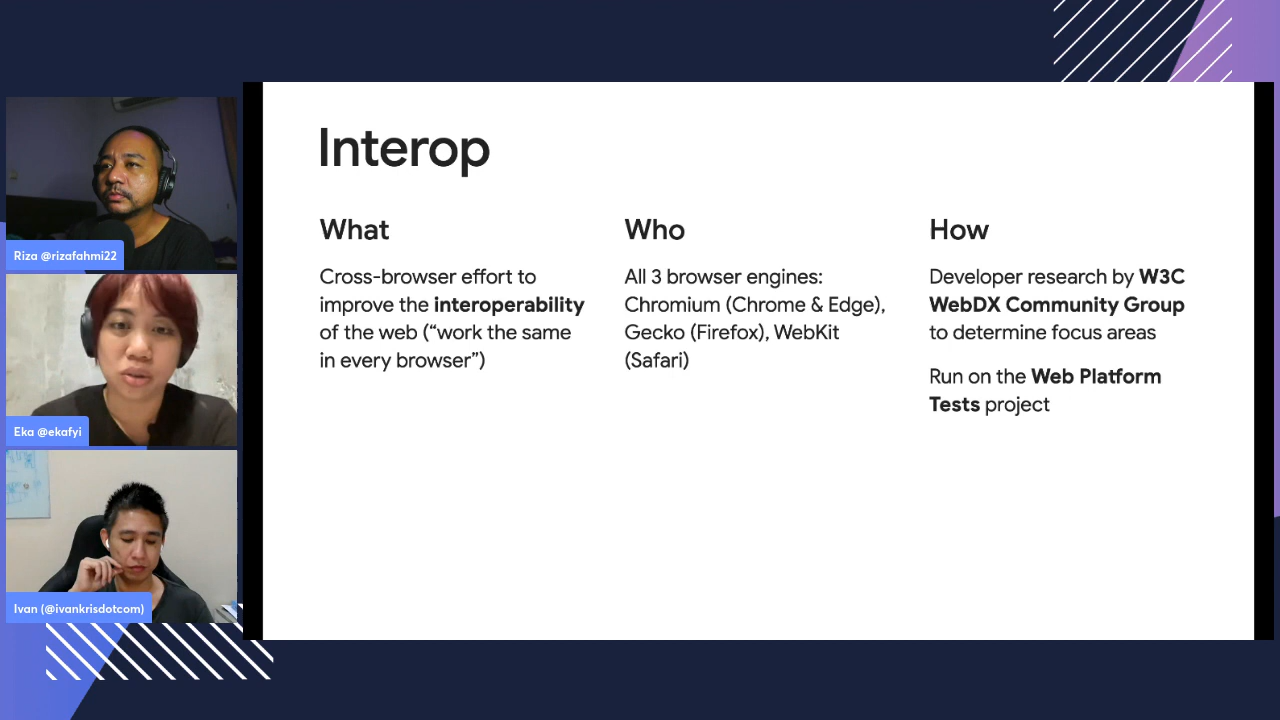 Riza @rizafahmi22
Eka @ekafyi
Ivan (@ivankrisdotcom)
Interop
What
Cross-browser effort to
improve the interoperability
of the web (“work the same
in every browser”)
Who
All 3 browser engines:
Chromium (Chrome & Edge),
Gecko (Firefox), WebKit
(Safari)
How
Developer research by W3C
WebDX Community Group
to determine focus areas
Run on the Web Platform
Tests project